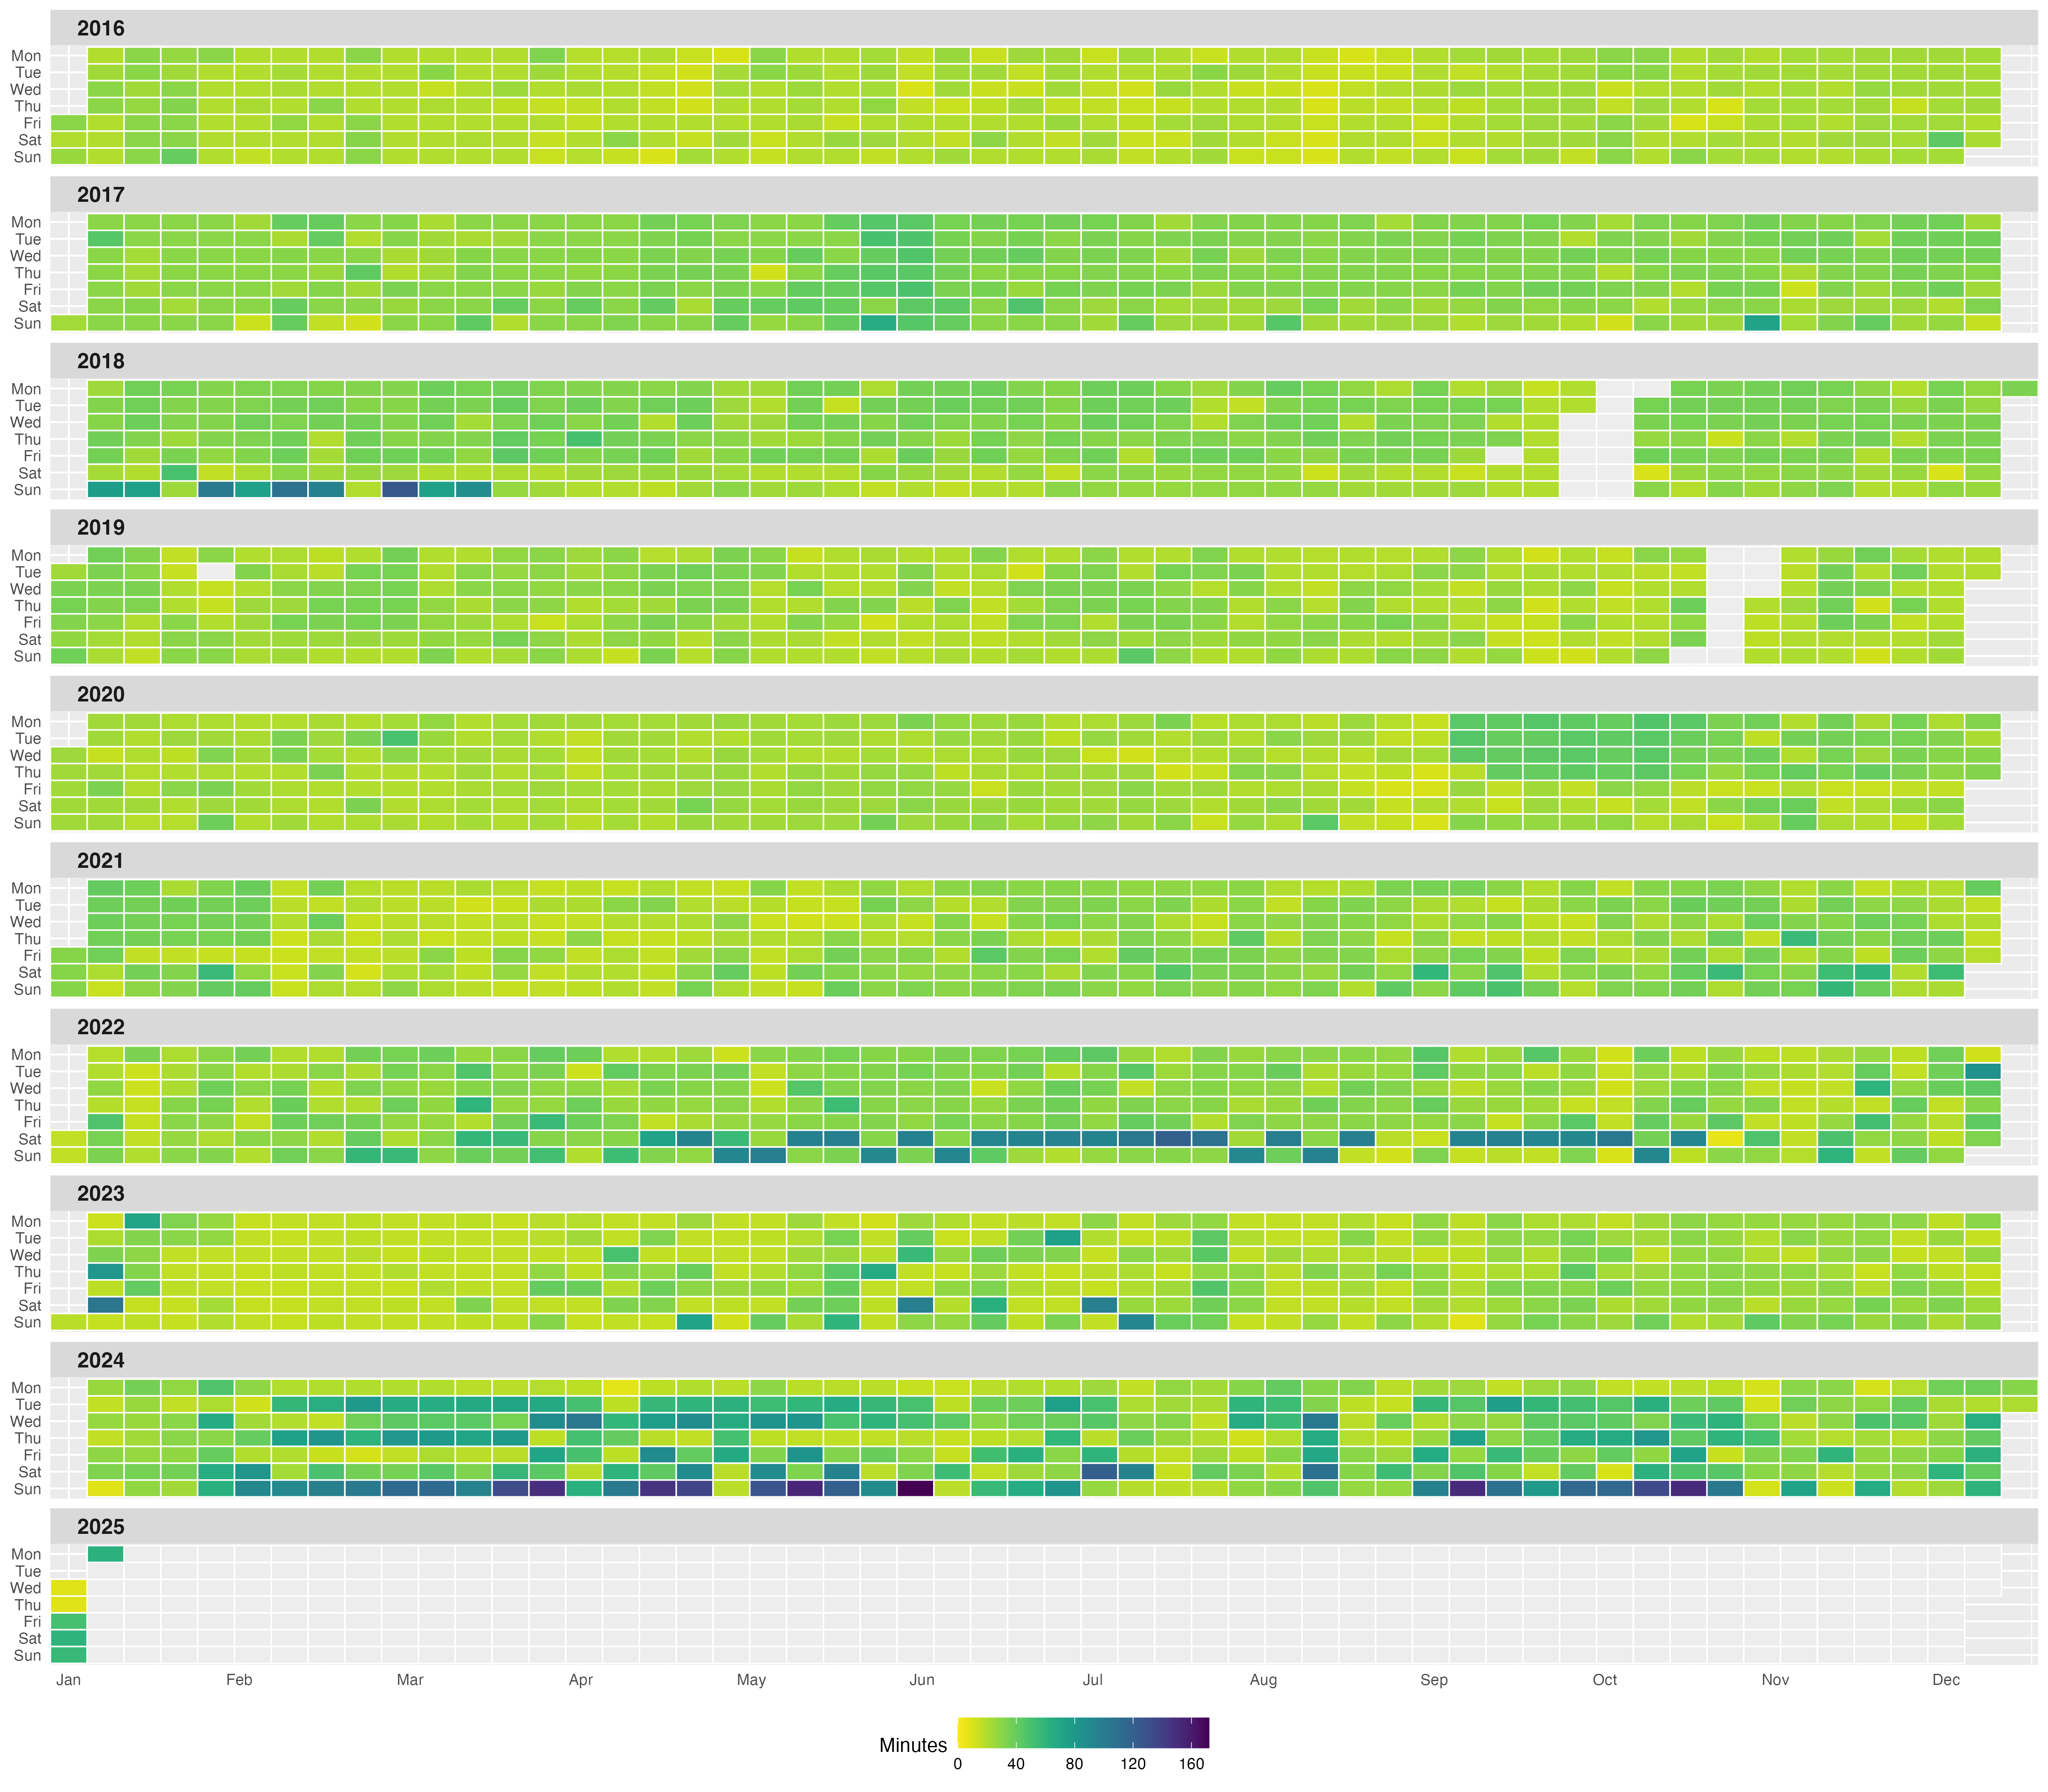 2016
Mon
Tue
Wed
Thu
Fri
Sat
Sun
2017
Mon
Tue
Wed
Thu
Fri
Sat
Sun
2018
Mon
Tue
Wed
Thu
Fri
Sat
Sun
2019
Mon
Tue
Wed
Thu
Fri
Sat
Sun
2020
Mon
Tue
Wed
Thu
Fri
Sat
Sun
2021
Mon
Tue
Wed
Thu
Fri
Sat
Sun
2022
Mon
Tue
Wed
Thu
Fri
Sat
Sun
2023
Mon
Tue
Wed
Thu
Fri
Sat
Sun
2024
Mon
Tue
Wed
Thu
Fri
Sat
Sun
2025
Mon
Tue
Wed
Thu
Fri
Sat
Sun
Jan Feb Mar Apr May Jun Jul Aug Sep Oct Nov Dec
Minutes
0 40 80 120 160